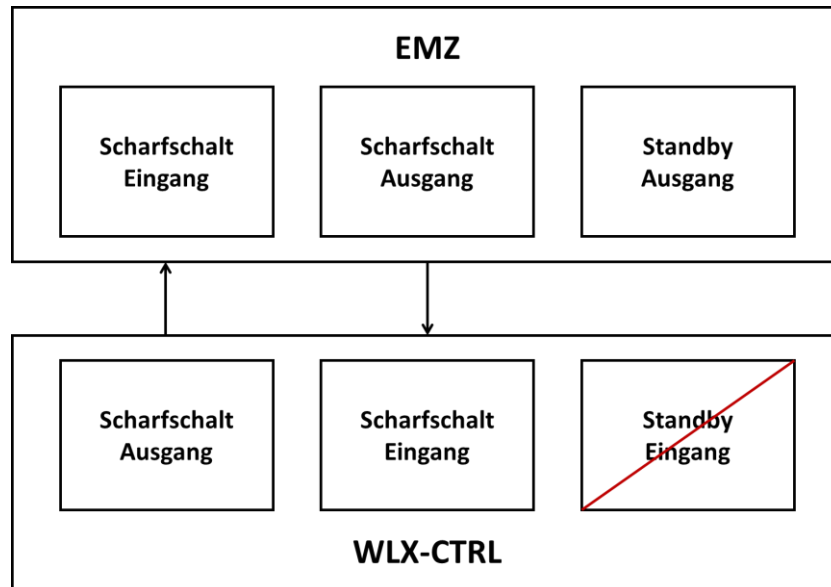 EMZ
Scharfschalt
Eingang
Scharfschalt
Ausgang
Standby
Ausgang
Scharfschalt
Ausgang
Scharfschalt
Eingang
Standby
Eingang
WLX-CTRL